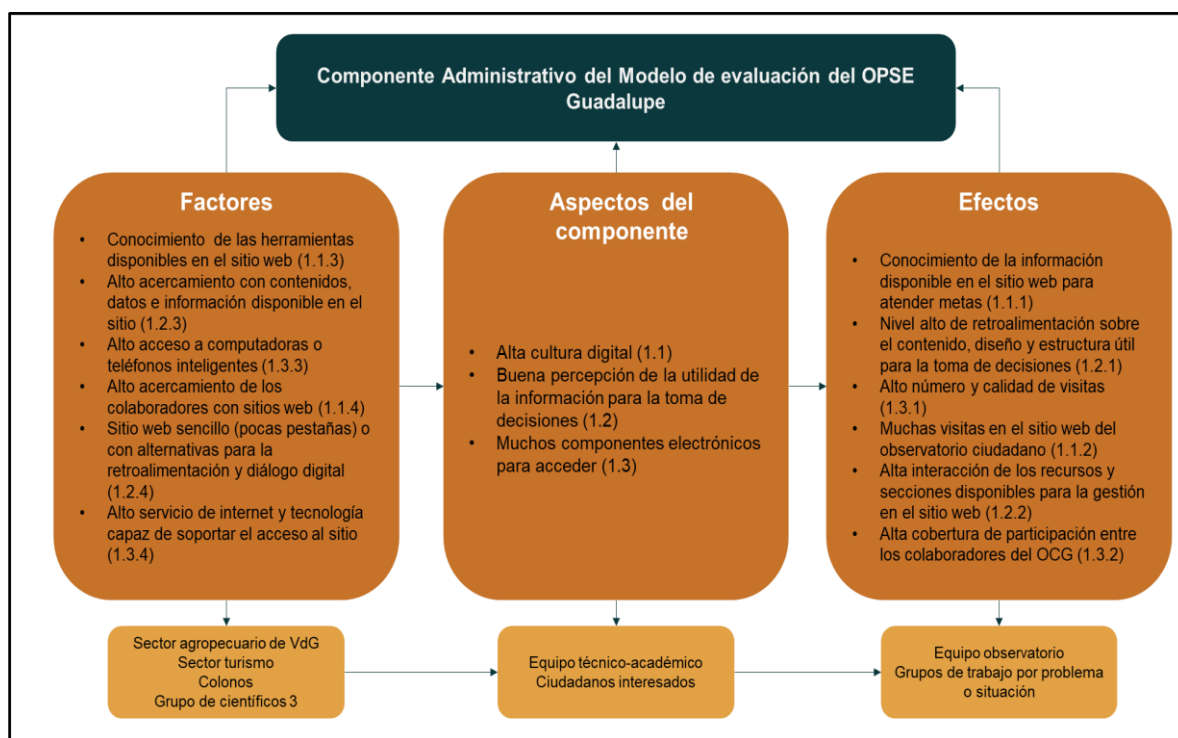 Componente Administrativo del Modelo de evaluación del OPSE
Guadalupe
Factores
• Conocimiento de las herramientas
disponibles en el sitio web (1.1.3)
• Alto acercamiento con contenidos,
datos e información disponible en el
sitio (1.2.3)
• Alto acceso a computadoras o
teléfonos inteligentes (1.3.3)
• Alto acercamiento de los
colaboradores con sitios web (1.1.4)
• Sitio web sencillo (pocas pestañas) o
con alternativas para la
retroalimentación y diálogo digital
(1.2.4)
• Alto servicio de internet y tecnología
capaz de soportar el acceso al sitio
(1.3.4)
Aspectos del
componente
• Alta cultura digital (1.1)
• Buena percepción de la utilidad de
la información para la toma de
decisiones (1.2)
• Muchos componentes electrónicos
para acceder (1.3)
Efectos
• Conocimiento de la información
disponible en el sitio web para
atender metas (1.1.1)
• Nivel alto de retroalimentación sobre
el contenido, diseño y estructura útil
para la toma de decisiones (1.2.1)
• Alto número y calidad de visitas
(1.3.1)
• Muchas visitas en el sitio web del
observatorio ciudadano (1.1.2)
• Alta interacción de los recursos y
secciones disponibles para la gestión
en el sitio web (1.2.2)
• Alta cobertura de participación entre
los colaboradores del OCG (1.3.2)
Sector agropecuario de VdG
Sector turismo
Colonos
Grupo de científicos 3
Equipo técnico-académico
Ciudadanos interesados
Equipo observatorio
Grupos de trabajo por problema
o situación